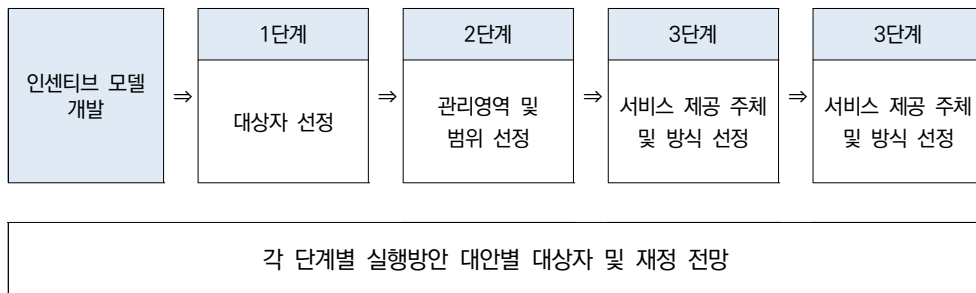 인센티브 모델
개발
⇒
1단계
대상자 선정
⇒
2단계
관리영역 및
범위 선정
⇒
3단계
서비스 제공 주체
및 방식 선정
⇒
3단계
서비스 제공 주체
및 방식 선정
각 단계별 실행방안 대안별 대상자 및 재정 전망